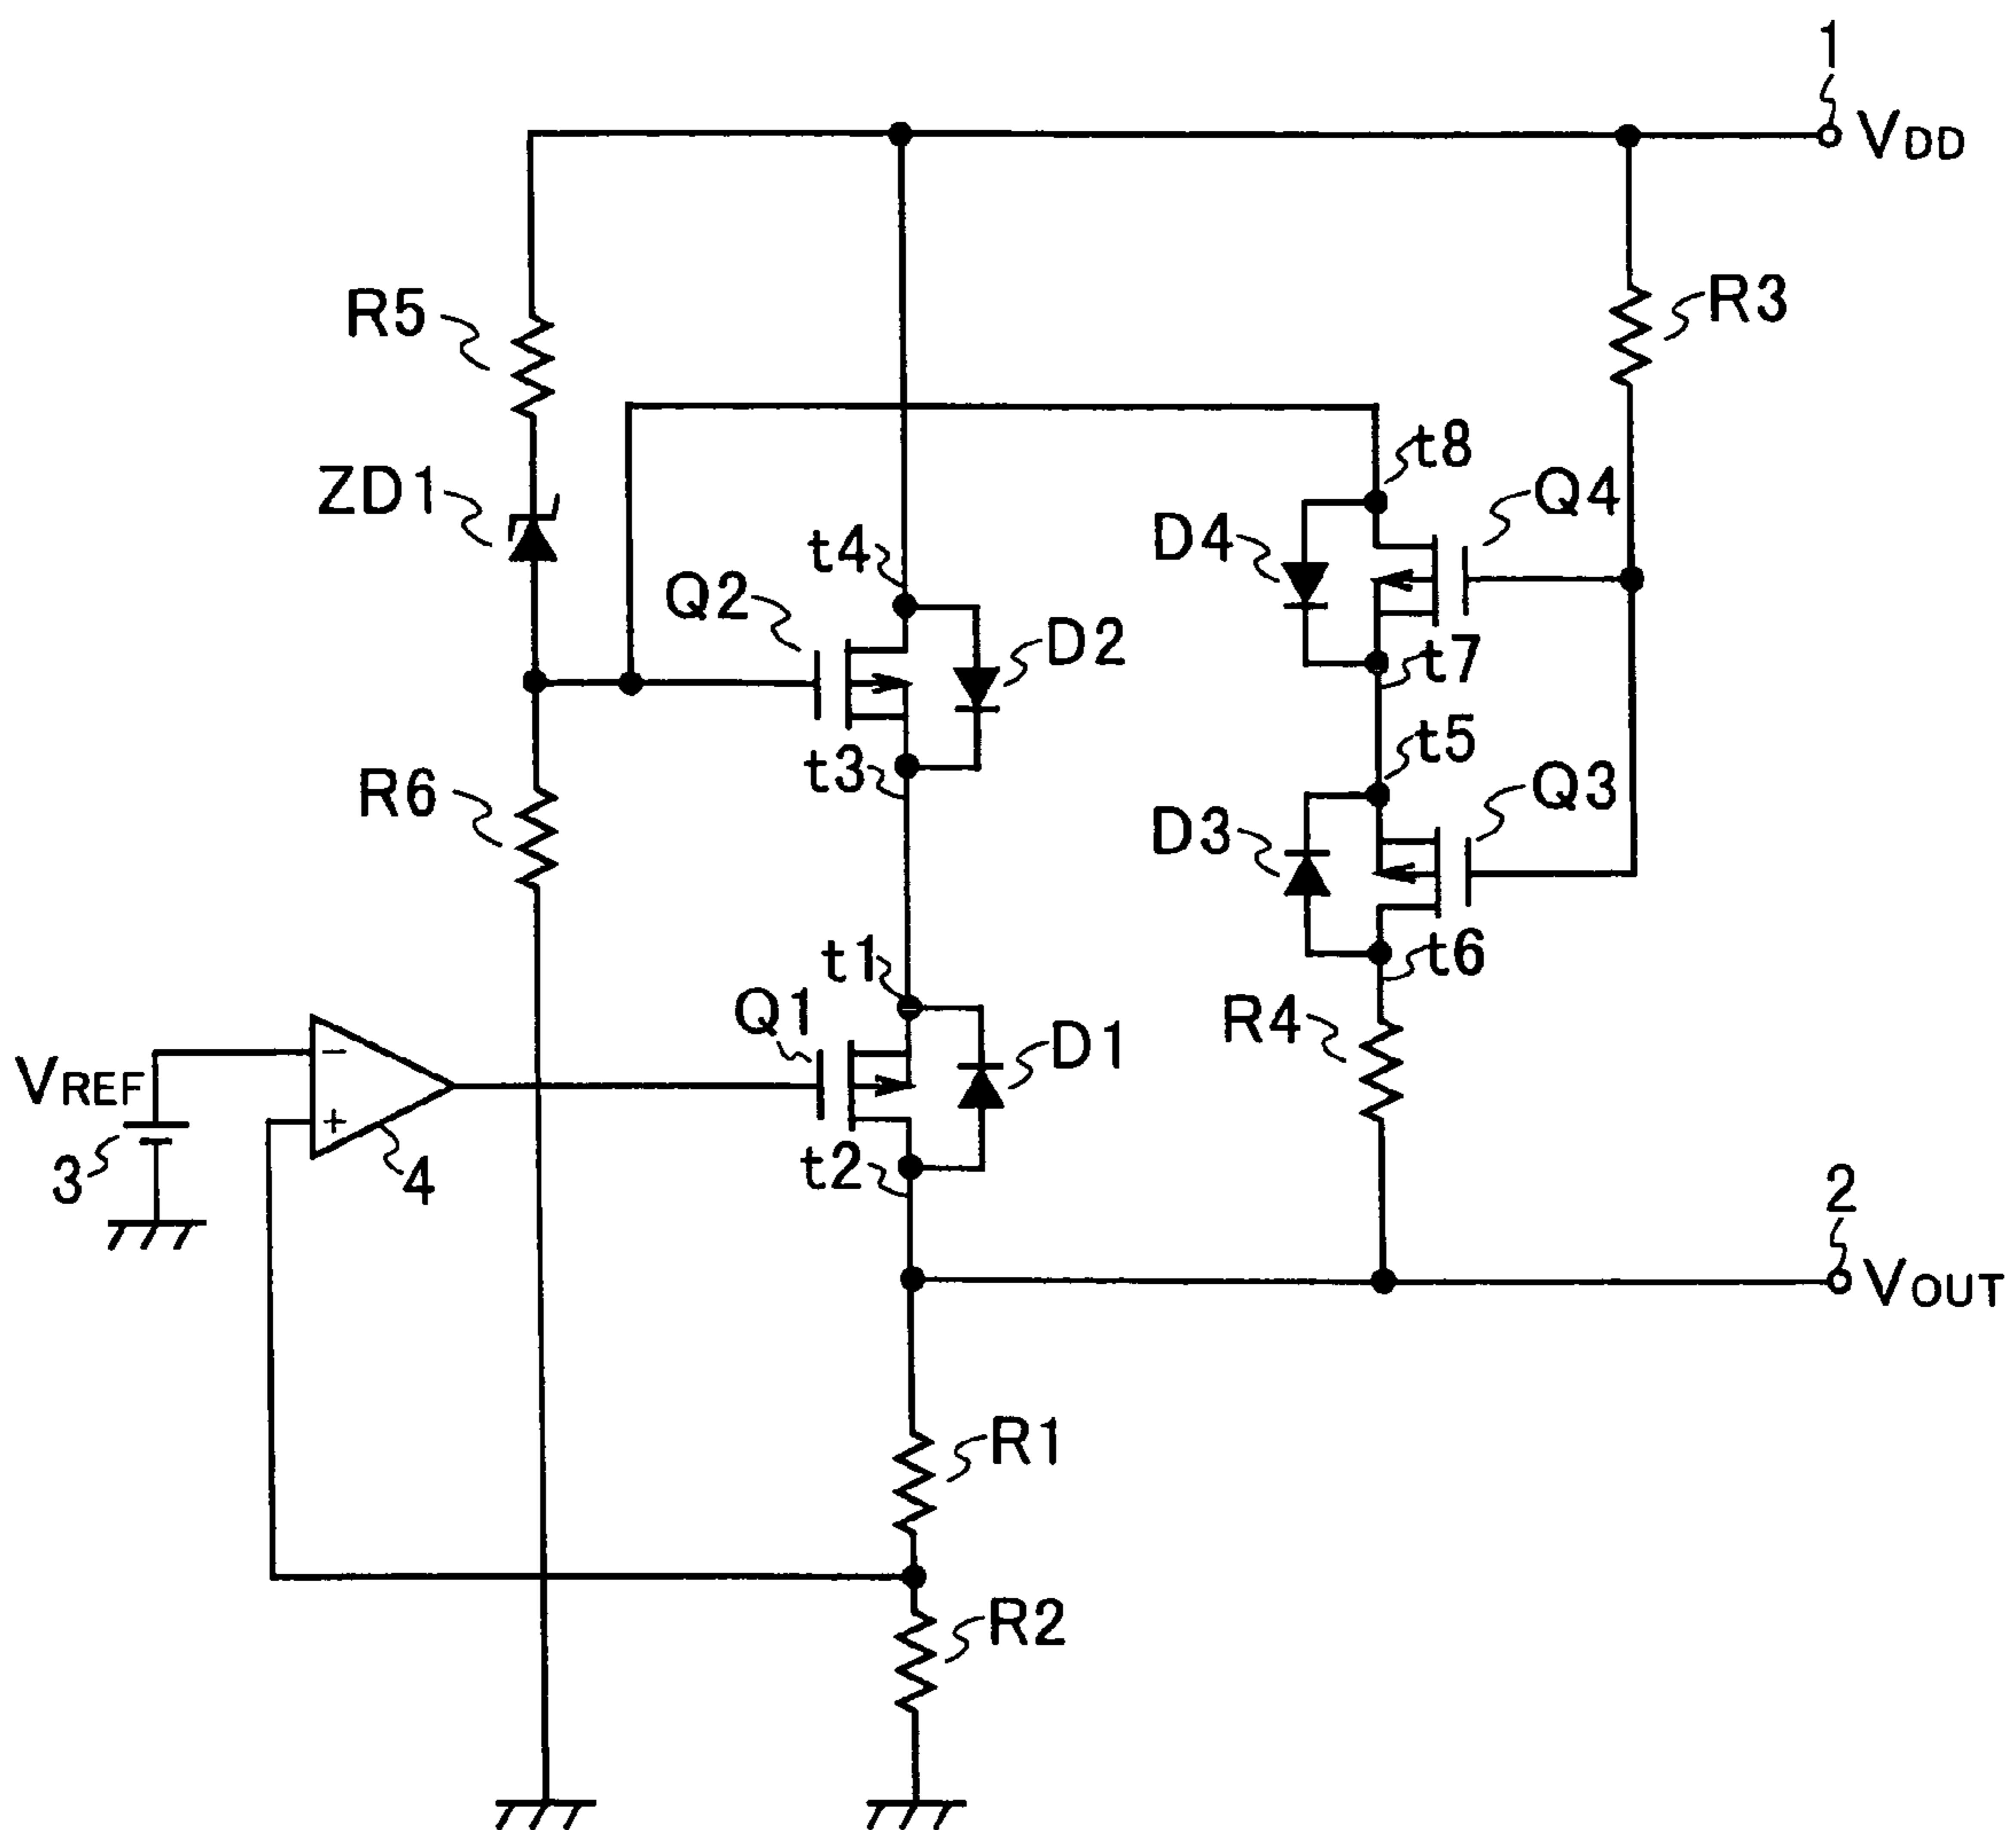 1
VDD
R5
R3
t8
ZD1
Q4
D4
t4
Q2
D2
t7
t5
t3
R6
Q3
D3
t1
t6
Q1
R4
D1
VREF
−
+
3
4
t2
2
VOUT
R1
R2